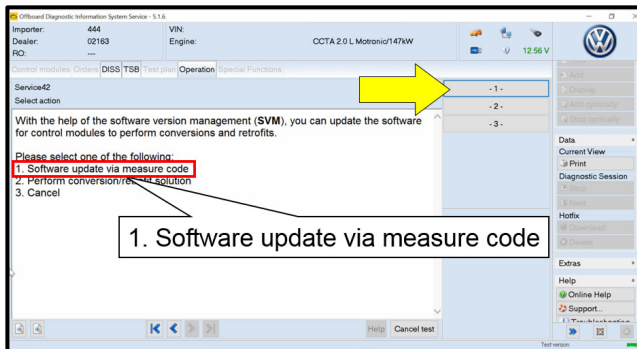 Offboard Diagnostic Information System Service - 5.1.6
Importer: 444 VIN:
Dealer: 02163 Engine: CCTA 2.0 L Motronic/147kW
RO: ---
12.56 V
Control modules Orders DISS TSB Test plan Operation Special Functions
Service42
Select action
With the help of the software version management (SVM), you can update the software
for control modules to perform conversions and retrofits.
Please select one of the following:
1. Software update via measure code
2. Perform conversion/retrofit solution
3. Cancel
1. Software update via measure code
Help Cancel test
- 1 -
- 2 -
- 3 -
Add
Display
Add cyclically
Stop cyclically
Data
Current View
Print
Diagnostic Session
Stop
Next
Hotfix
Download
Delete
Extras
Help
Online Help
Support...
Test version